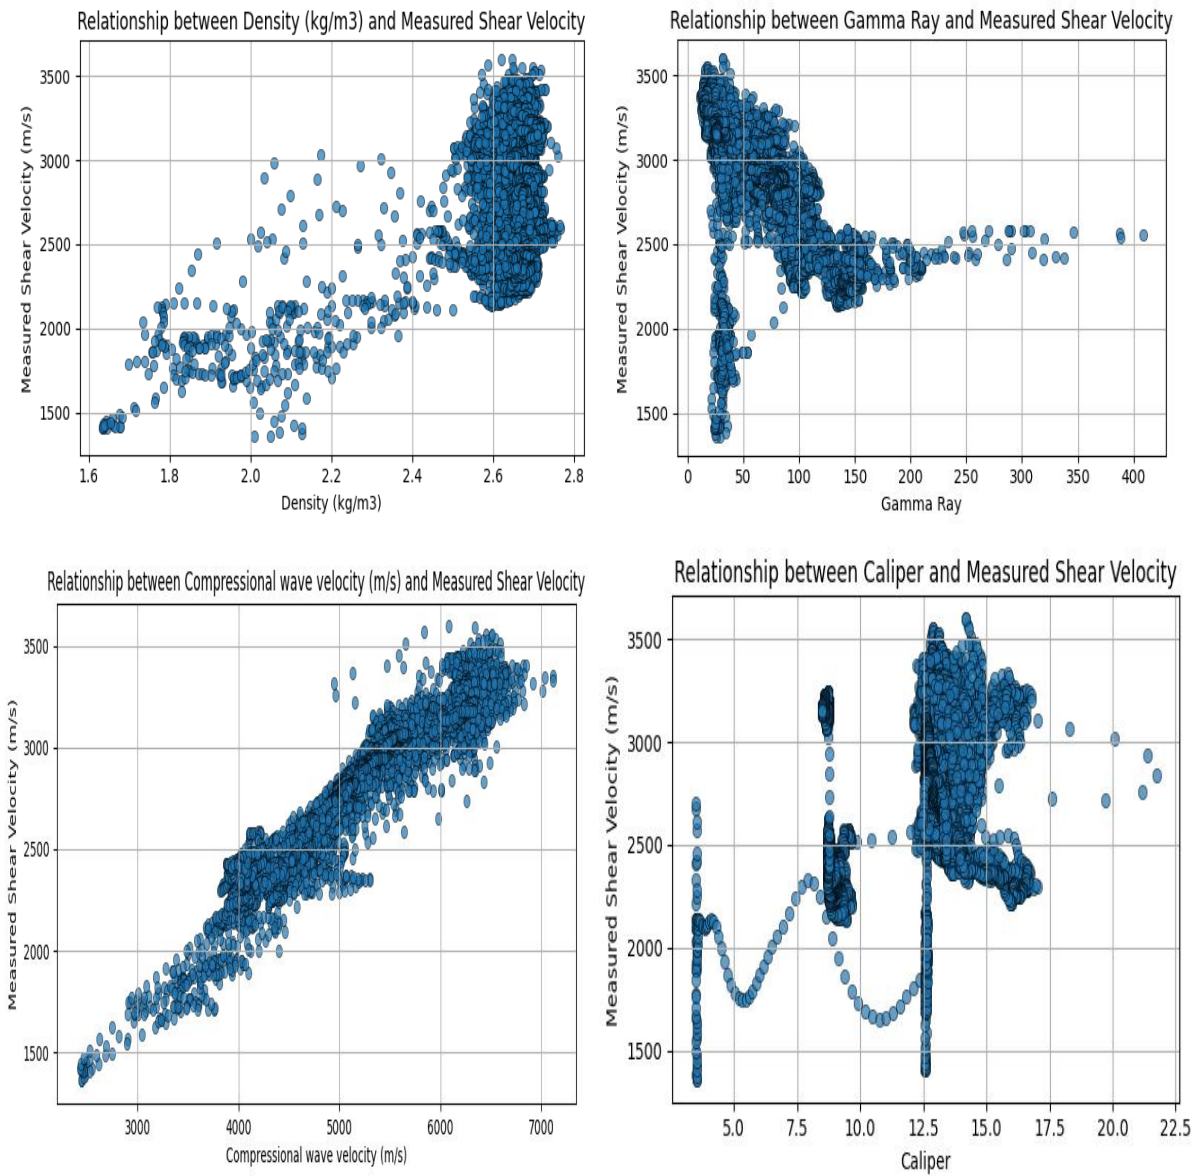 Relationship between Density (kg/m3) and Measured Shear Velocity
Measured Shear Velocity (m/s)
3500
3000
2500
2000
1500
1.6 1.8 2.0 2.2 2.4 2.6 2.8
Density (kg/m3)
Relationship between Gamma Ray and Measured Shear Velocity
Measured Shear Velocity (m/s)
3500
3000
2500
2000
1500
0 50 100 150 200 250 300 350 400
Gamma Ray
Relationship between Compressional wave velocity (m/s) and Measured Shear Velocity
Measured Shear Velocity (m/s)
3500
3000
2500
2000
1500
3000 4000 5000 6000 7000
Compressional wave velocity (m/s)
Relationship between Caliper and Measured Shear Velocity
Measured Shear Velocity (m/s)
3500
3000
2500
2000
1500
5.0 7.5 10.0 12.5 15.0 17.5 20.0 22.5
Caliper